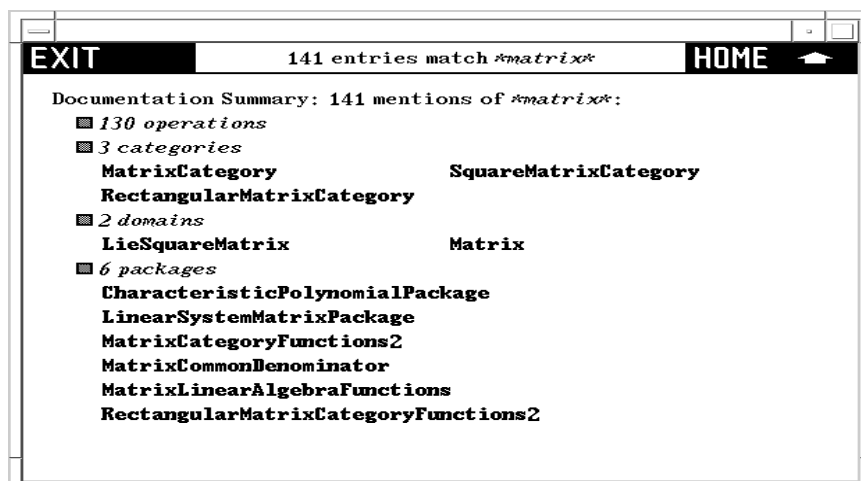 EXIT 141 entries match *matrix* HOME
Documentation Summary: 141 mentions of *matrix*:
130 operations
3 categories
MatrixCategory SquareMatrixCategory
RectangularMatrixCategory
2 domains
LieSquareMatrix Matrix
6 packages
CharacteristicPolynomialPackage
LinearSystemMatrixPackage
MatrixCategoryFunctions2
MatrixCommonDenominator
MatrixLinearAlgebraFunctions
RectangularMatrixCategoryFunctions2